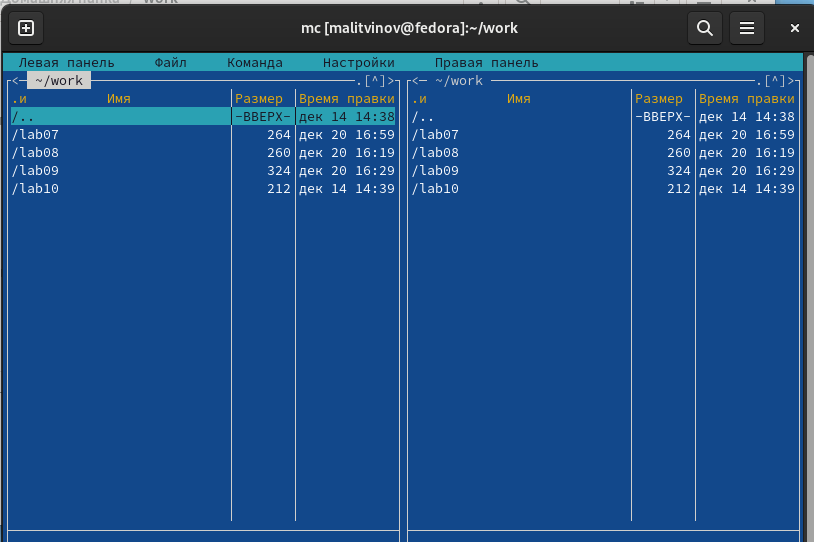 mc [malitvinov@fedora]:~/work
Левая панель Файл Команда Настройки Правая панель
<─ ~/work .[^]> <─ ~/work .[^]>
.и Имя Размер Время правки .и Имя Размер Время правки
/.. -ВВЕРХ- дек 14 14:38 /.. -ВВЕРХ- дек 14 14:38
/lab07 264 дек 20 16:59 /lab07 264 дек 20 16:59
/lab08 260 дек 20 16:19 /lab08 260 дек 20 16:19
/lab09 324 дек 20 16:29 /lab09 324 дек 20 16:29
/lab10 212 дек 14 14:39 /lab10 212 дек 14 14:39